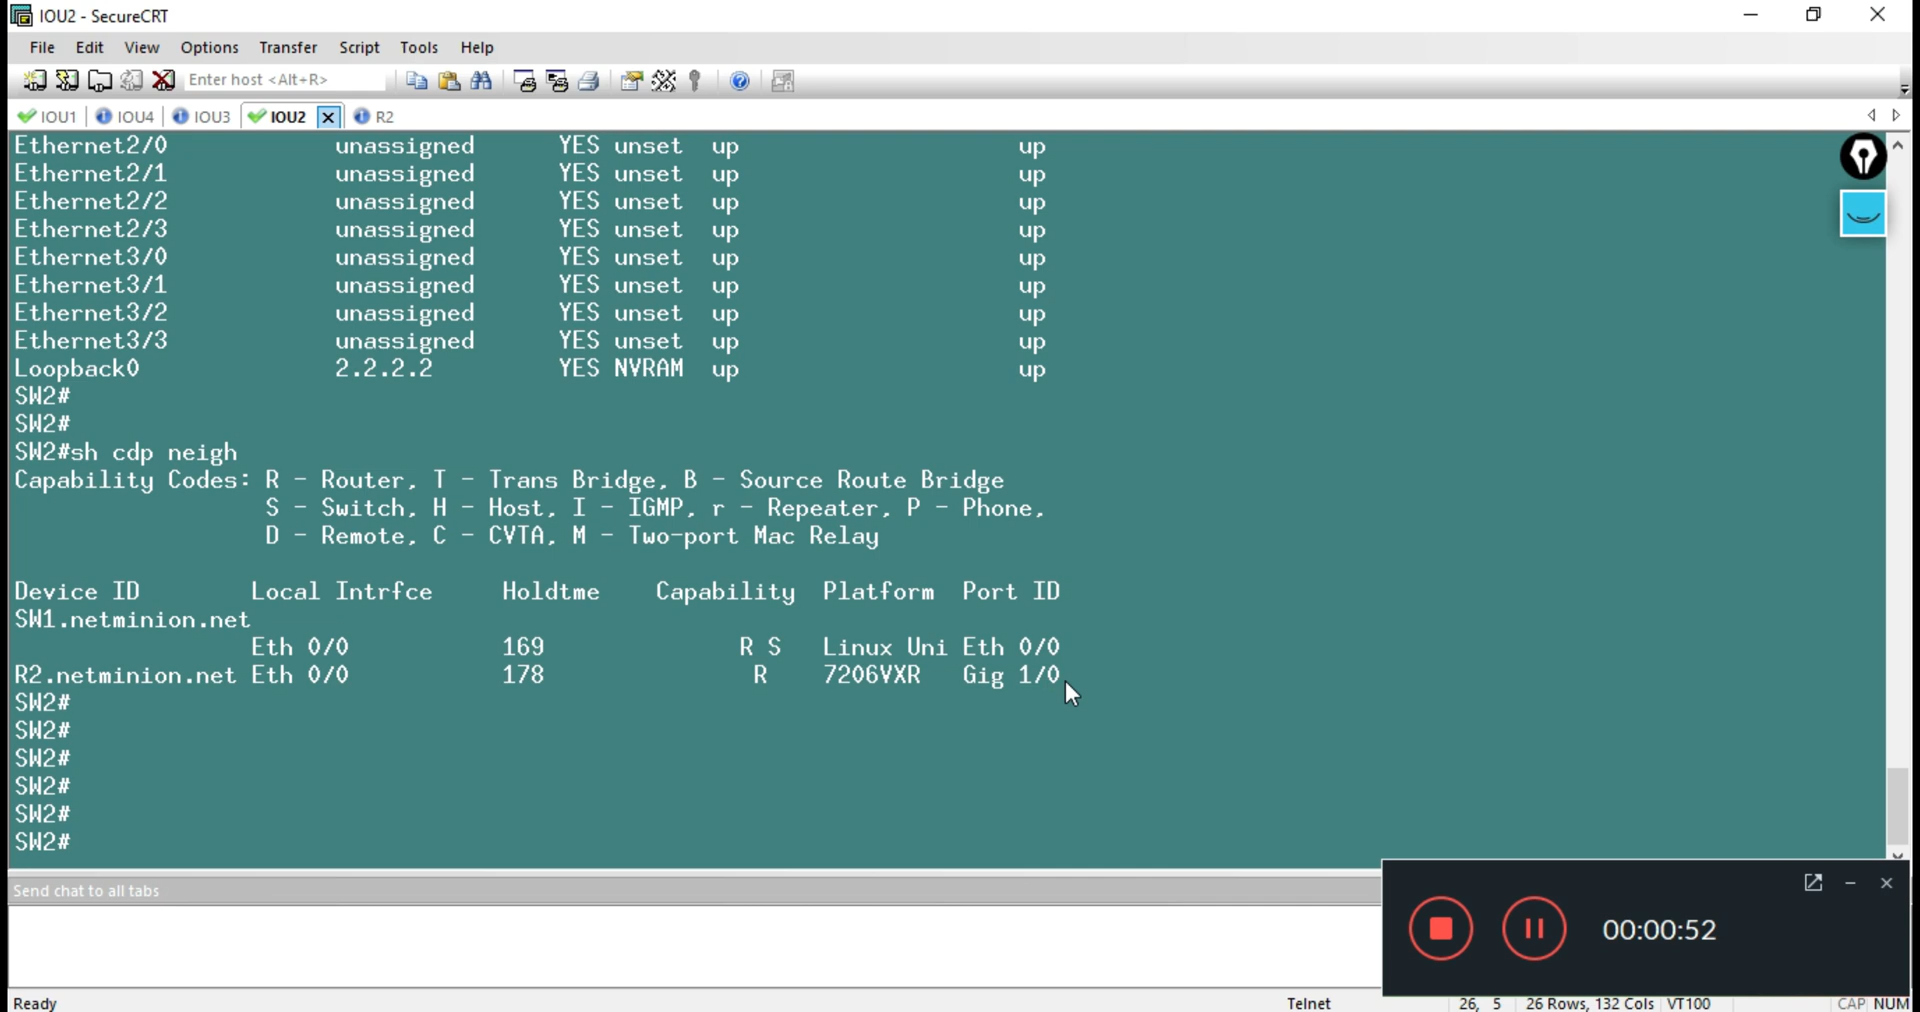 IOU2 - SecureCRT
File Edit View Options Transfer Script Tools Help
Enter host <Alt+R>
IOU1 IOU4 IOU3 IOU2 R2
Ethernet2/0 unassigned YES unset up up
Ethernet2/1 unassigned YES unset up up
Ethernet2/2 unassigned YES unset up up
Ethernet2/3 unassigned YES unset up up
Ethernet3/0 unassigned YES unset up up
Ethernet3/1 unassigned YES unset up up
Ethernet3/2 unassigned YES unset up up
Ethernet3/3 unassigned YES unset up up
Loopback0 2.2.2.2 YES NVRAM up up
SW2#
SW2#
SW2#sh cdp neigh
Capability Codes: R - Router, T - Trans Bridge, B - Source Route Bridge
S - Switch, H - Host, I - IGMP, r - Repeater, P - Phone,
D - Remote, C - CVTA, M - Two-port Mac Relay
Device ID Local Intrfce Holdtme Capability Platform Port ID
SW1.netminion.net
Eth 0/0 169 R S Linux Uni Eth 0/0
R2.netminion.net Eth 0/0 178 R 7206VXR Gig 1/0
SW2#
SW2#
SW2#
SW2#
SW2#
SW2#
Send chat to all tabs
00:00:52
Ready Telnet 26, 5 26 Rows, 132 Cols VT100 CAP NUM